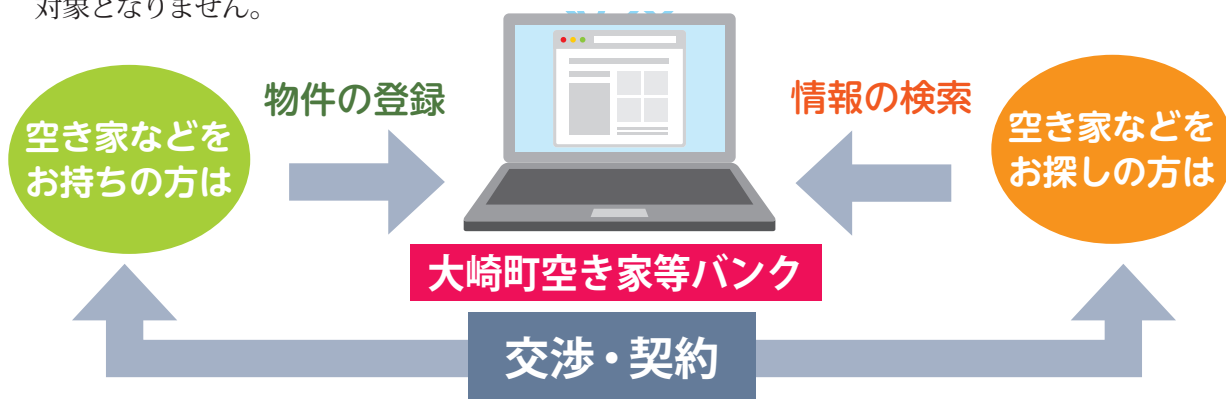 対象となりません。
物件の登録
情報の検索
空き家などを
お持ちの方は
空き家などを
お探しの方は
大崎町空き家等バンク
交渉・契約